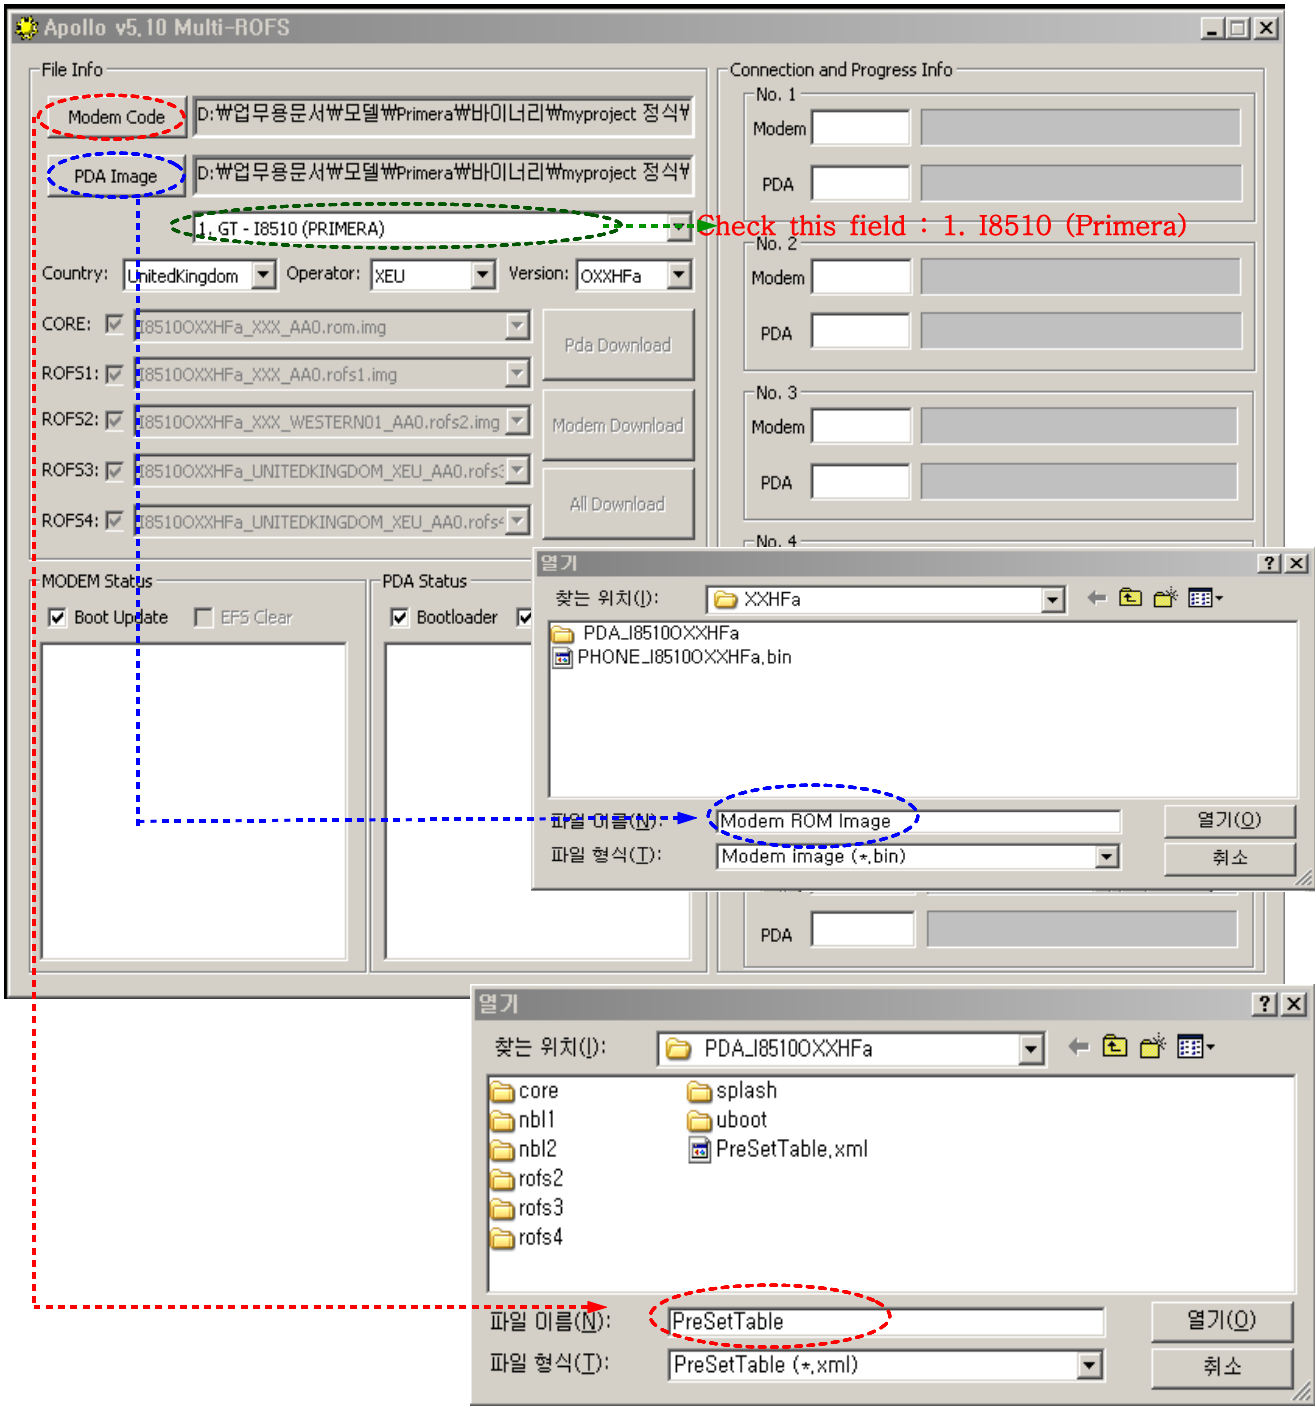 Apollo v5.10 Multi-ROFS
File Info
Modem Code
D:₩업무용문서₩모델₩Primera₩바이너리₩myproject 정식₩
PDA Image
D:₩업무용문서₩모델₩Primera₩바이너리₩myproject 정식₩
1. GT - I8510 (PRIMERA)
Country: UnitedKingdom Operator: XEU Version: OXXHFa
CORE: I8510OXXHFa_XXX_AA0.rom.img
ROFS1: I8510OXXHFa_XXX_AA0.rofs1.img
ROFS2: I8510OXXHFa_XXX_WESTERN01_AA0.rofs2.img
ROFS3: I8510OXXHFa_UNITEDKINGDOM_XEU_AA0.rofs3
ROFS4: I8510OXXHFa_UNITEDKINGDOM_XEU_AA0.rofs4
Pda Download
Modem Download
All Download
MODEM Status
Boot Update
EFS Clear
PDA Status
Bootloader
Connection and Progress Info
No. 1
Modem
PDA
Check this field : 1. I8510 (Primera)
No. 2
Modem
PDA
No. 3
Modem
PDA
No. 4
PDA
열기
찾는 위치(I): XXHFa
PDA_I8510OXXHFa
PHONE_I8510OXXHFa.bin
파일 이름(N): Modem ROM Image
열기(O)
파일 형식(T): Modem image (*.bin)
취소
열기
찾는 위치(I): PDA_I8510OXXHFa
core
nbl1
nbl2
rofs2
rofs3
rofs4
splash
uboot
PreSetTable.xml
파일 이름(N): PreSetTable
열기(O)
파일 형식(T): PreSetTable (*.xml)
취소